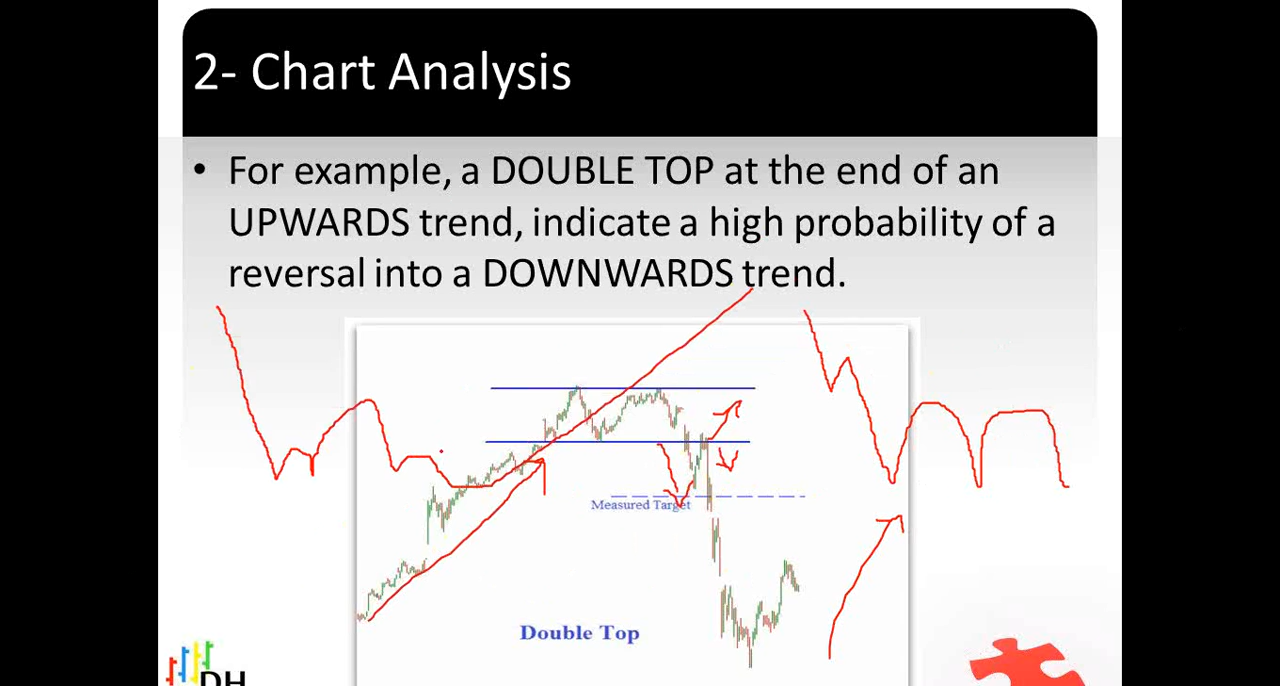 2- Chart Analysis
• For example, a DOUBLE TOP at the end of an
UPWARDS trend, indicate a high probability of a
reversal into a DOWNWARDS trend.
Measured Target
Double Top
DH